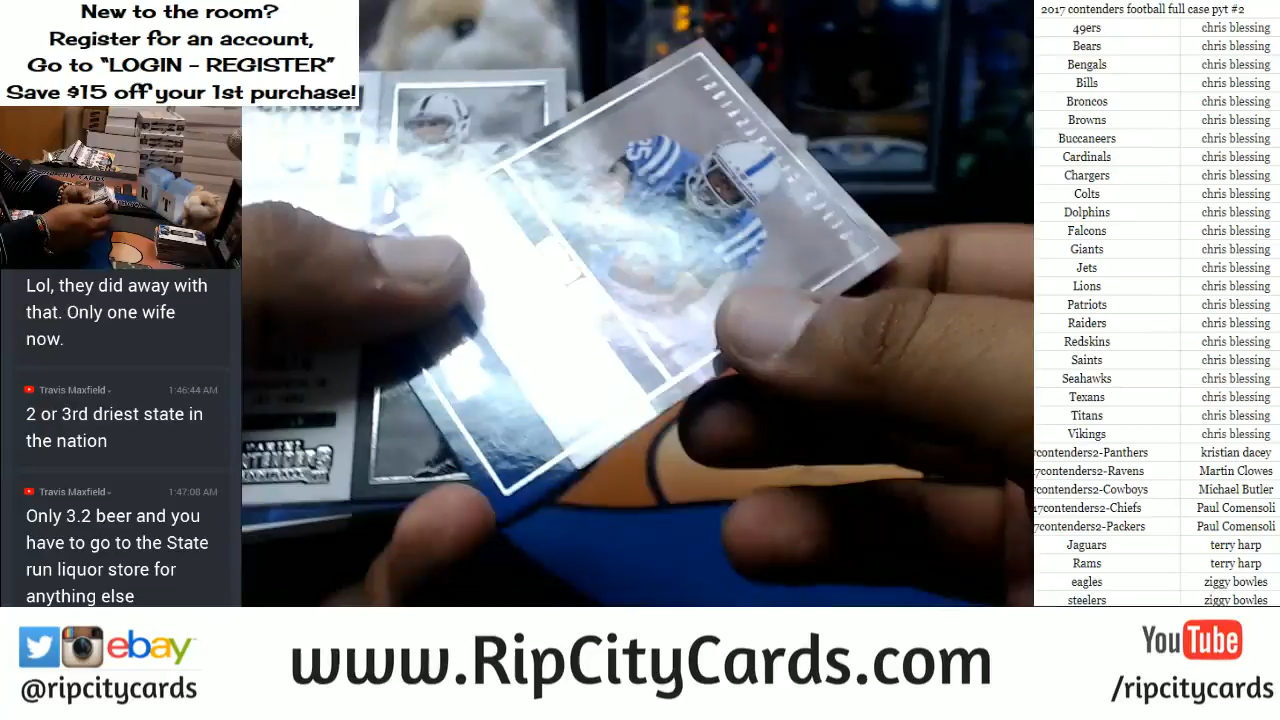 New to the room?
Register for an account,
Go to “LOGIN - REGISTER”
Save $15 off your 1st purchase!
Lol, they did away with
that. Only one wife
now.
Travis Maxfield 1:46:44 AM
2 or 3rd driest state in
the nation
Travis Maxfield 1:47:08 AM
Only 3.2 beer and you
have to go to the State
run liquor store for
anything else
PANINI
CONTENDERS
25
2017 contenders football full case pyt #2
49ers chris blessing
Bears chris blessing
Bengals chris blessing
Bills chris blessing
Broncos chris blessing
Browns chris blessing
Buccaneers chris blessing
Cardinals chris blessing
Chargers chris blessing
Colts chris blessing
Dolphins chris blessing
Falcons chris blessing
Giants chris blessing
Jets chris blessing
Lions chris blessing
Patriots chris blessing
Raiders chris blessing
Redskins chris blessing
Saints chris blessing
Seahawks chris blessing
Texans chris blessing
Titans chris blessing
Vikings chris blessing
7contenders2-Panthers kristian dacey
17contenders2-Ravens Martin Clowes
contenders2-Cowboys Michael Butler
17contenders2-Chiefs Paul Comensoli
7contenders2-Packers Paul Comensoli
Jaguars terry harp
Rams terry harp
eagles ziggy bowles
steelers ziggy bowles
ebay
@ripcitycards
www.RipCityCards.com
YouTube
/ripcitycards